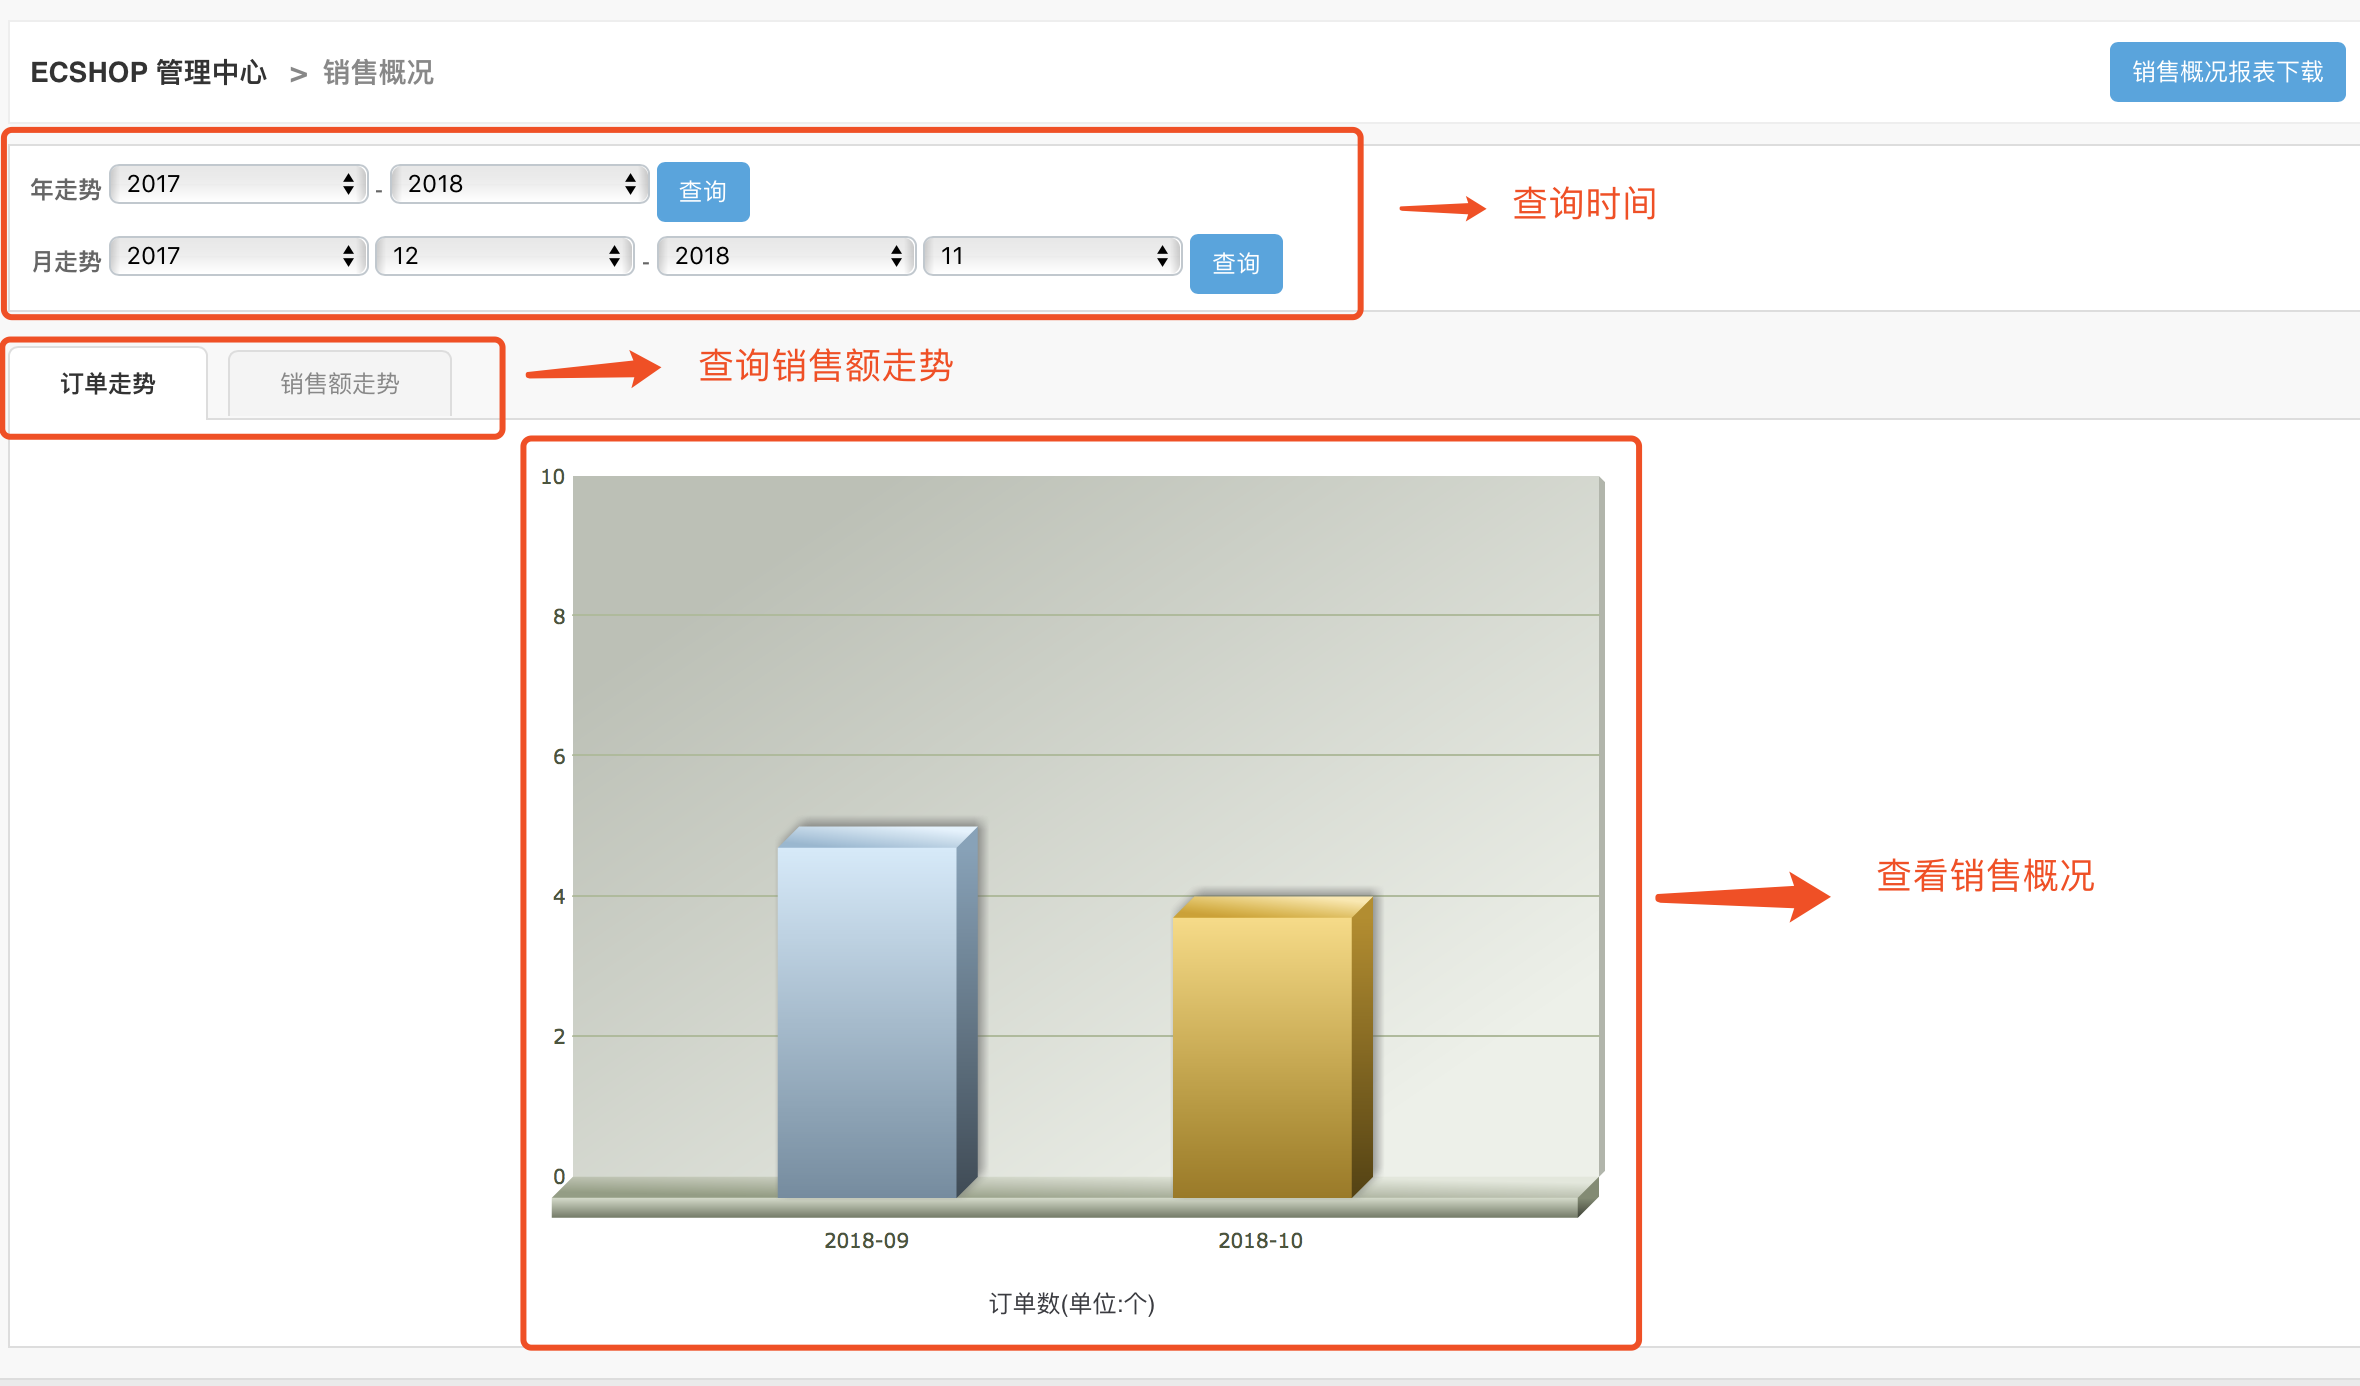 ECSHOP 管理中心 > 销售概况
销售概况报表下载
年走势 2017 - 2018 查询
月走势 2017 12 - 2018 11 查询
查询时间
订单走势 销售额走势
查询销售额走势
10
8
6
4
2
0
2018-09 2018-10
订单数(单位:个)
查看销售概况